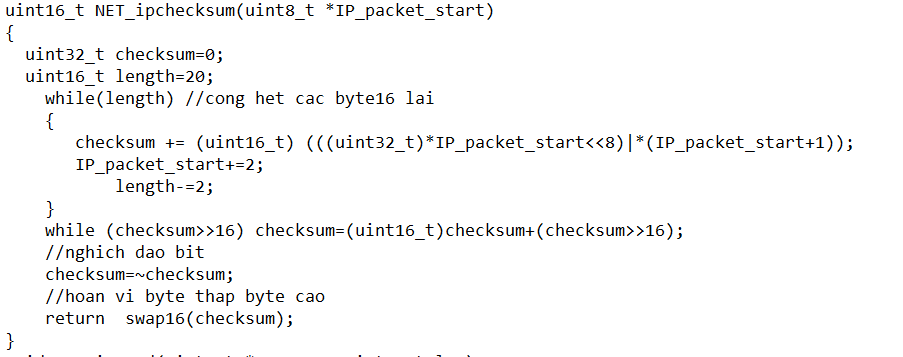 uint16_t NET_ipchecksum(uint8_t *IP_packet_start)
{
  uint32_t checksum=0;
  uint16_t length=20;
    while(length) //cong het cac byte16 lai
    {
       checksum += (uint16_t) (((uint32_t)*IP_packet_start<<8)|*(IP_packet_start+1));
       IP_packet_start+=2;
           length-=2;
    }
    while (checksum>>16) checksum=(uint16_t)checksum+(checksum>>16);
    //nghich dao bit
    checksum=~checksum;
    //hoan vi byte thap byte cao
    return  swap16(checksum);
}